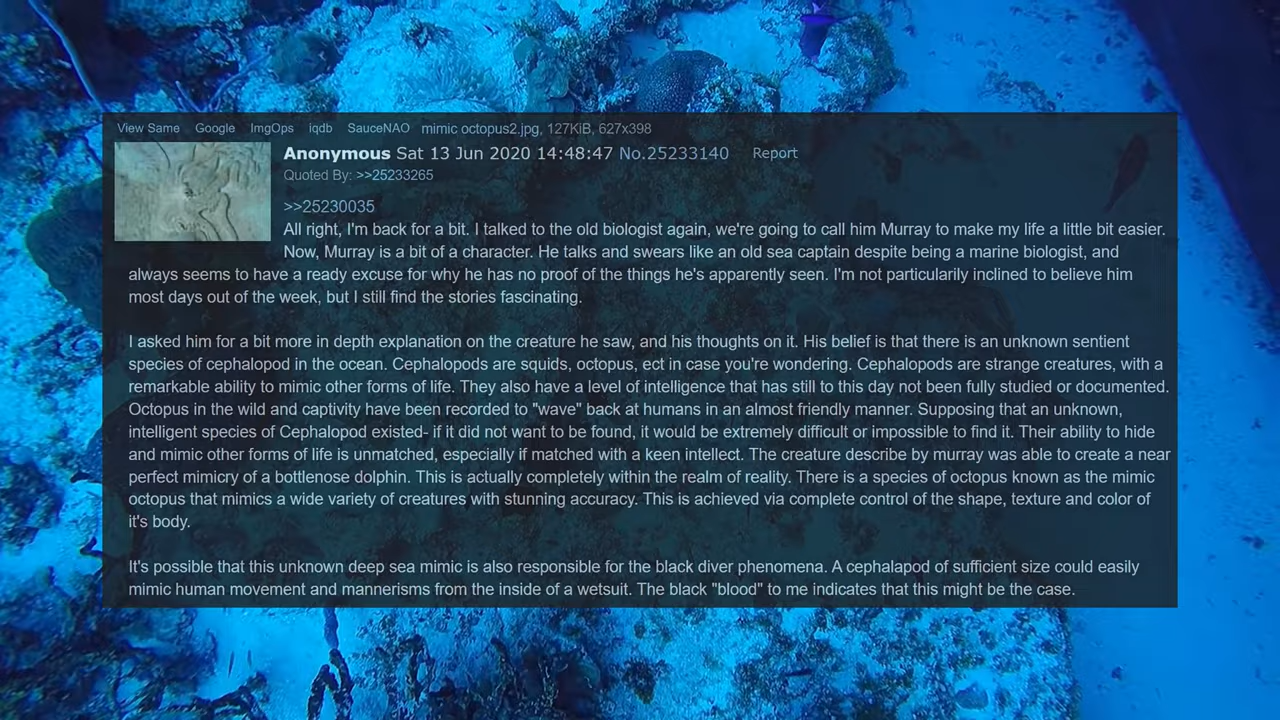 View Same Google ImgOps iqdb SauceNAO mimic octopus2.jpg, 127KiB, 627x398
Anonymous Sat 13 Jun 2020 14:48:47 No.25233140 Report
Quoted By: >>25233265
>>25230035
All right, I'm back for a bit. I talked to the old biologist again, we're going to call him Murray to make my life a little bit easier.
Now, Murray is a bit of a character. He talks and swears like an old sea captain despite being a marine biologist, and
always seems to have a ready excuse for why he has no proof of the things he's apparently seen. I'm not particularily inclined to believe him
most days out of the week, but I still find the stories fascinating.
I asked him for a bit more in depth explanation on the creature he saw, and his thoughts on it. His belief is that there is an unknown sentient
species of cephalopod in the ocean. Cephalopods are squids, octopus, ect in case you're wondering. Cephalopods are strange creatures, with a
remarkable ability to mimic other forms of life. They also have a level of intelligence that has still to this day not been fully studied or documented.
Octopus in the wild and captivity have been recorded to "wave" back at humans in an almost friendly manner. Supposing that an unknown,
intelligent species of Cephalopod existed- if it did not want to be found, it would be extremely difficult or impossible to find it. Their ability to hide
and mimic other forms of life is unmatched, especially if matched with a keen intellect. The creature describe by murray was able to create a near
perfect mimicry of a bottlenose dolphin. This is actually completely within the realm of reality. There is a species of octopus known as the mimic
octopus that mimics a wide variety of creatures with stunning accuracy. This is achieved via complete control of the shape, texture and color of
it's body.
It's possible that this unknown deep sea mimic is also responsible for the black diver phenomena. A cephalapod of sufficient size could easily
mimic human movement and mannerisms from the inside of a wetsuit. The black "blood" to me indicates that this might be the case.